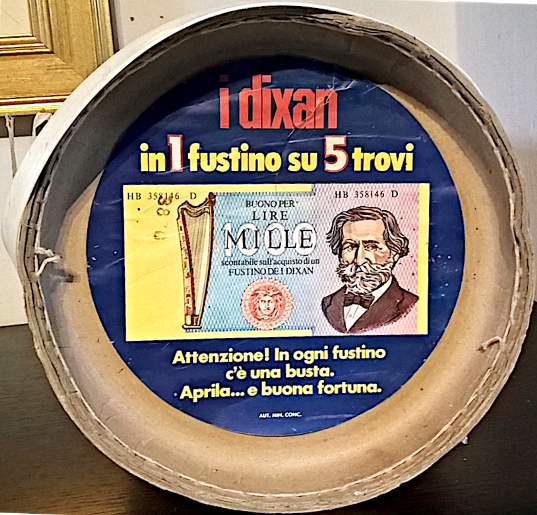 i dixan
in 1 fustino su 5 trovi
HB 358146 D
HB 358146 D
BUONO PER
LIRE
MILLE
1000
scontabile sull'acquisto di un
FUSTINO DE I DIXAN
Attenzione! In ogni fustino
c'è una busta.
Aprila... e buona fortuna.
AUT. MIN. CONC.